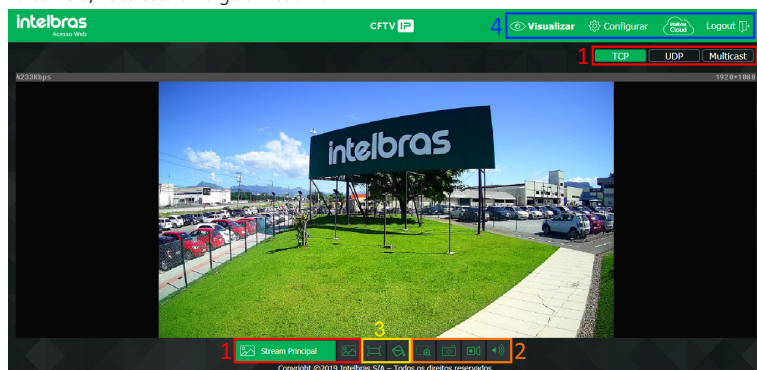 intelbras
Acesso Web
CFTV IP
4
Visualizar
Configurar
intelbras Cloud
Logout
1
TCP
UDP
Multicast
4233Kbps
1920×1080
intelbras
3
1
Stream Principal
2
Copyright ©2019 Intelbras S/A – Todos os direitos reservados